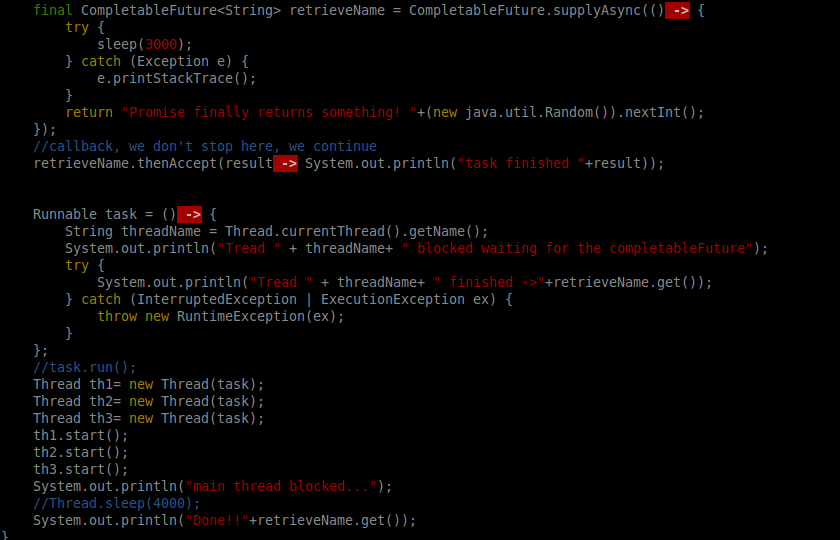 final CompletableFuture<String> retrieveName = CompletableFuture.supplyAsync(() -> {
try {
sleep(3000);
} catch (Exception e) {
e.printStackTrace();
}
return "Promise finally returns something! "+(new java.util.Random()).nextInt();
});
//callback, we don't stop here, we continue
retrieveName.thenAccept(result -> System.out.println("task finished "+result));
Runnable task = () -> {
String threadName = Thread.currentThread().getName();
System.out.println("Tread " + threadName+ " blocked waiting for the completableFuture");
try {
System.out.println("Tread " + threadName+ " finished ->"+retrieveName.get());
} catch (InterruptedException | ExecutionException ex) {
throw new RuntimeException(ex);
}
};
//task.run();
Thread th1= new Thread(task);
Thread th2= new Thread(task);
Thread th3= new Thread(task);
th1.start();
th2.start();
th3.start();
System.out.println("main thread blocked...");
//Thread.sleep(4000);
System.out.println("Done!!"+retrieveName.get());
}